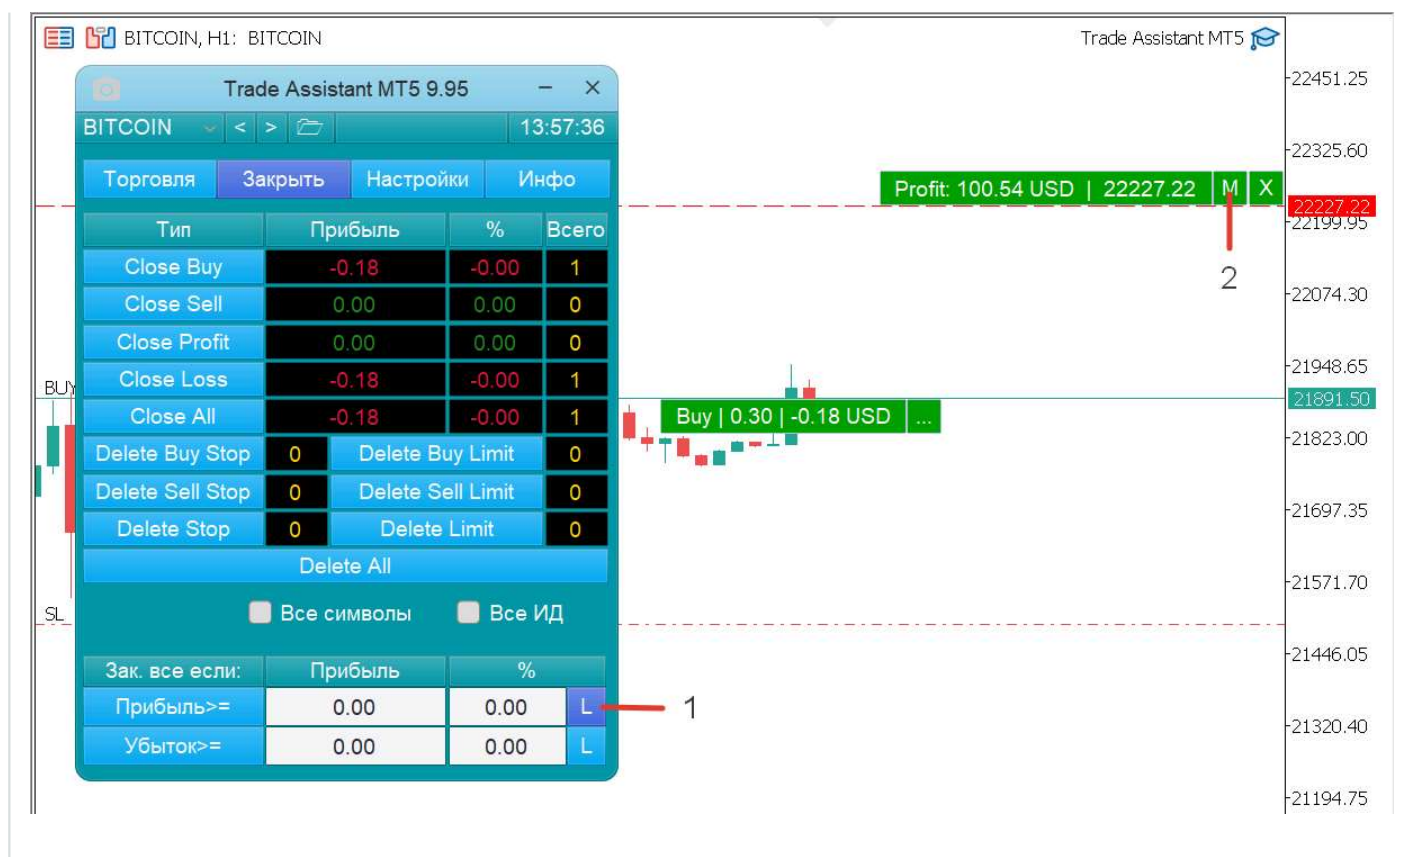 BITCOIN, H1: BITCOIN
Trade Assistant MT5
Trade Assistant MT5 9.95
BITCOIN < > 13:57:36
Торговля Закрыть Настройки Инфо
Тип Прибыль % Всего
Close Buy -0.18 -0.00 1
Close Sell 0.00 0.00 0
Close Profit 0.00 0.00 0
Close Loss -0.18 -0.00 1
Close All -0.18 -0.00 1
Delete Buy Stop 0 Delete Buy Limit 0
Delete Sell Stop 0 Delete Sell Limit 0
Delete Stop 0 Delete Limit 0
Delete All
Все символы Все ИД
Зак. все если: Прибыль %
Прибыль>= 0.00 0.00 L
Убыток>= 0.00 0.00 L
1
BUY
SL
Profit: 100.54 USD | 22227.22 M X
2
Buy | 0.30 | -0.18 USD ...
22451.25
22325.60
22227.22
22199.95
22074.30
21948.65
21891.50
21823.00
21697.35
21571.70
21446.05
21320.40
21194.75